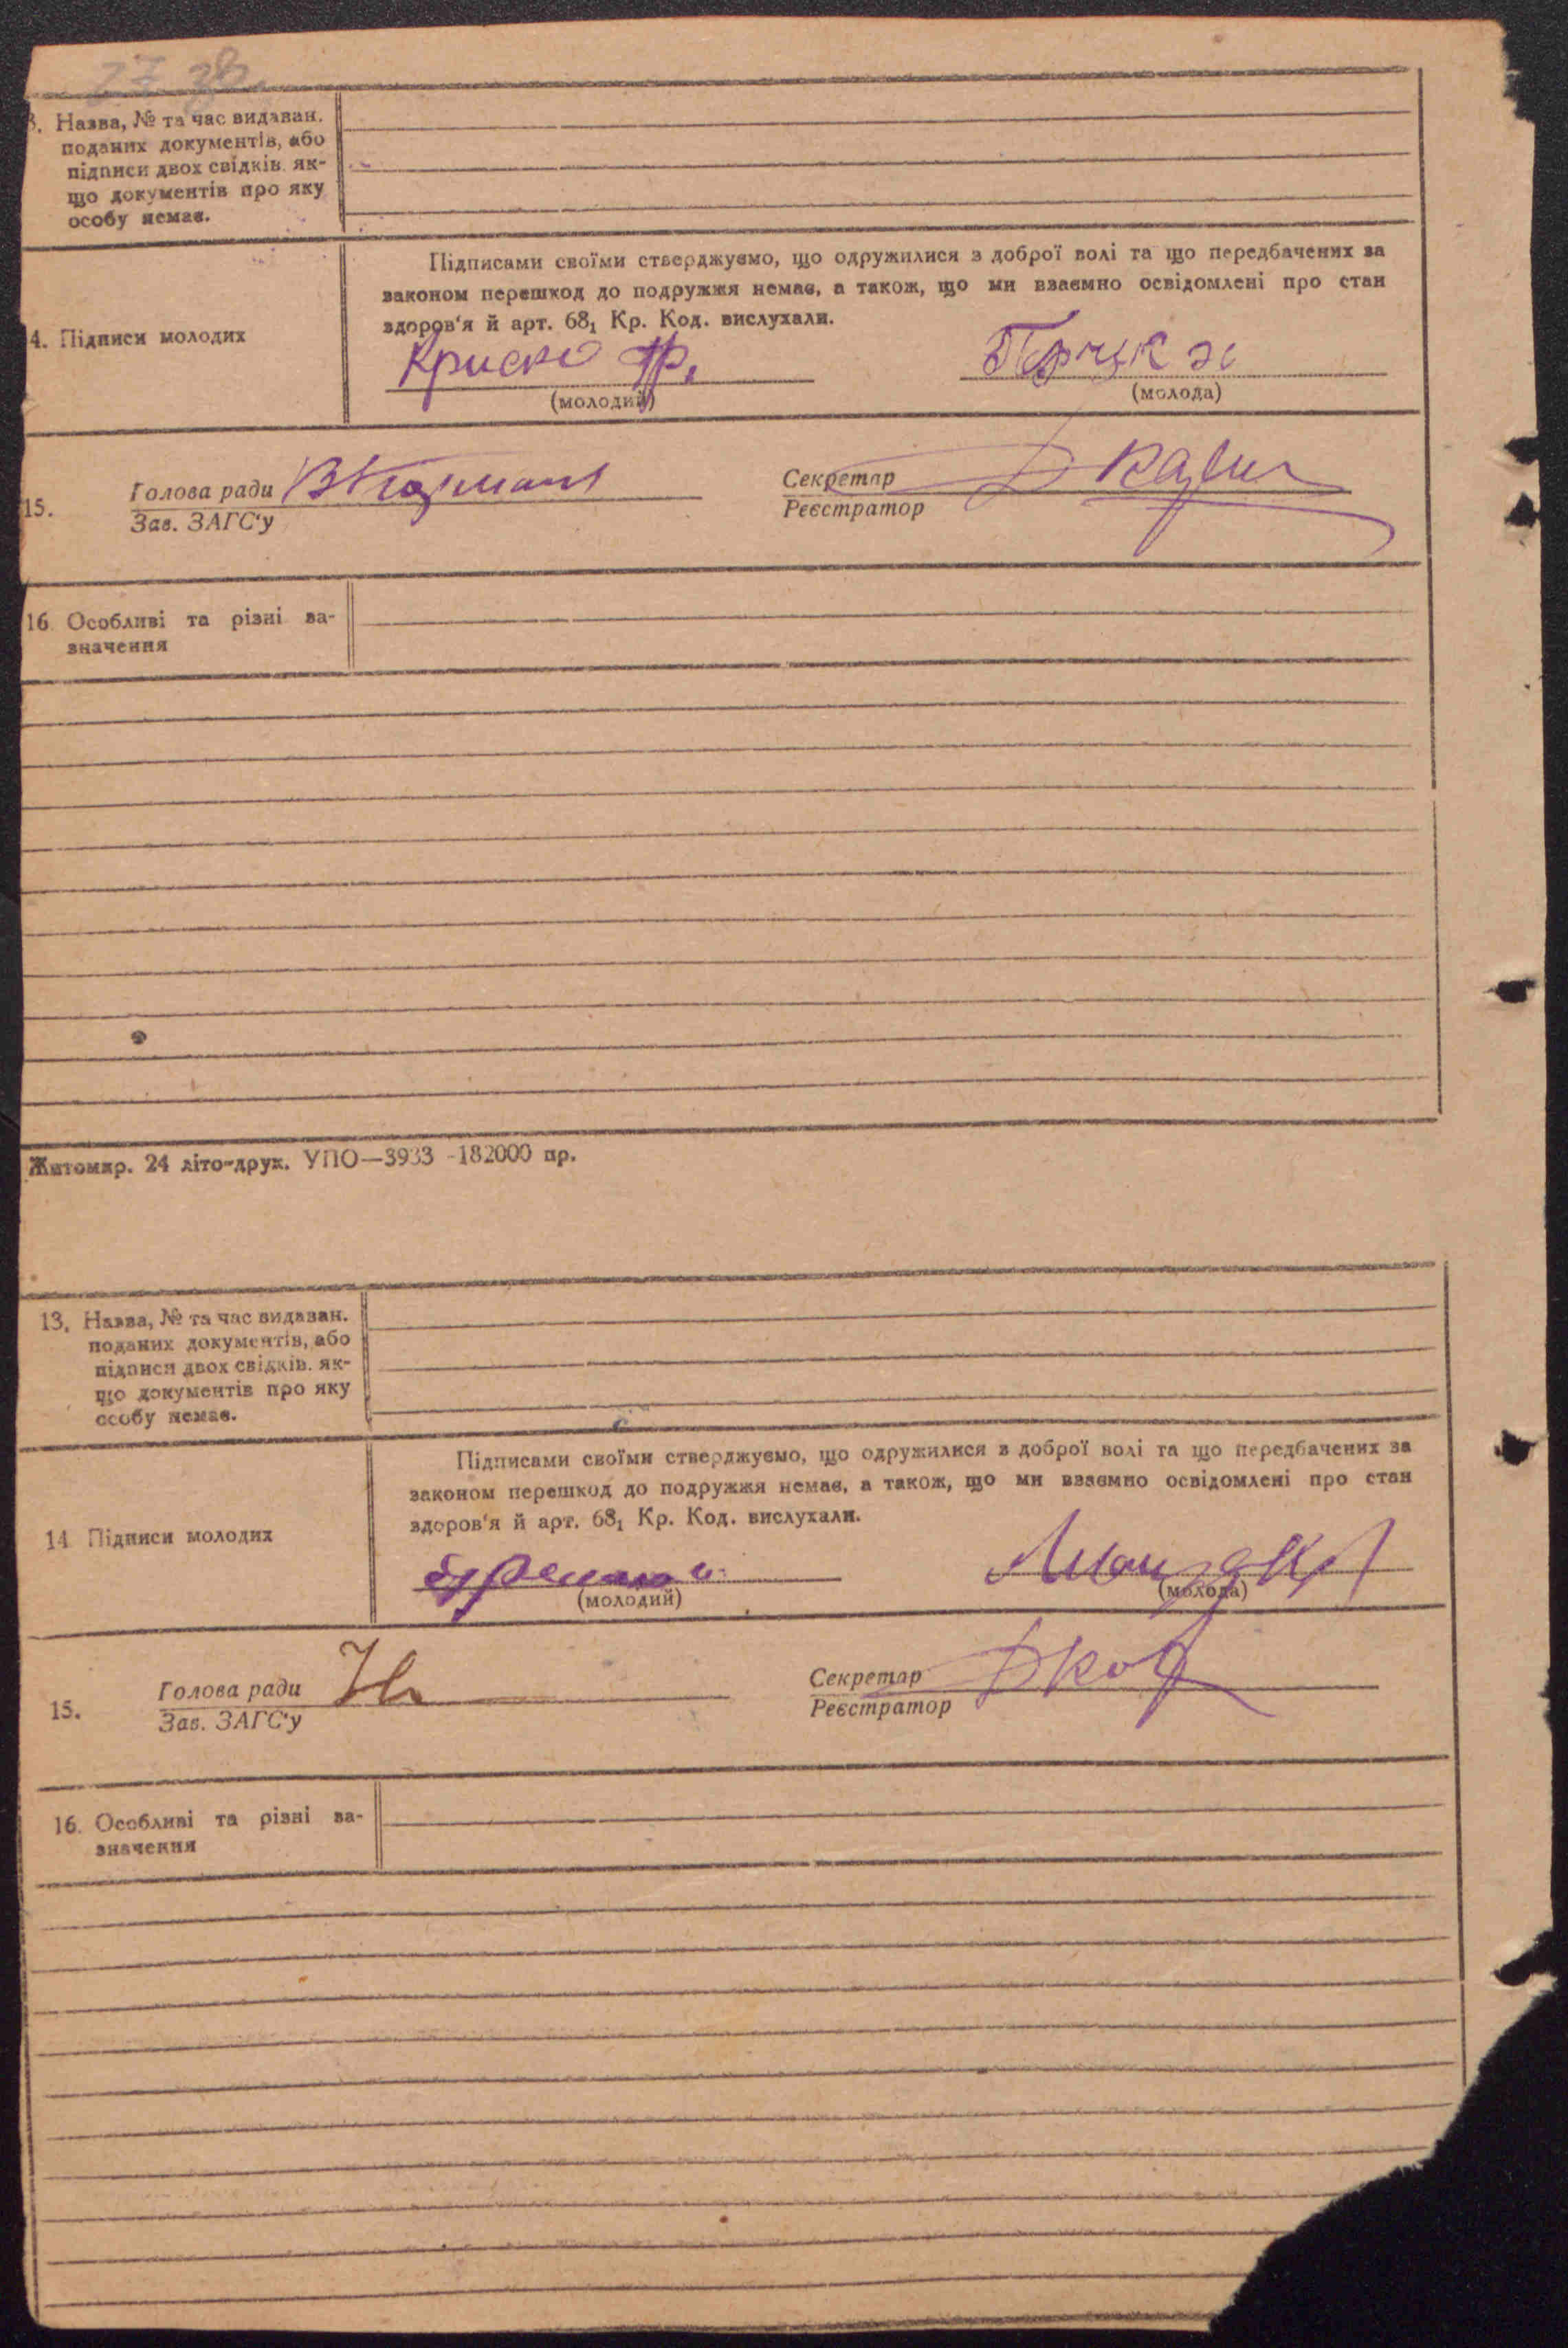 27 38
3. Назва, № та час видаван.
поданих документів, або
підписи двох свідків. як-
що документів про яку
особу немає.
Підписами своїми стверджуємо, що одружилися з доброї волі та що передбачених за
законом перешкод до подружжя немає, а також, що ми взаємно освідомлені про стан
здоров'я й арт. 68₁ Кр. Код. вислухали.
4. Підписи молодих
(молодий)
(молода)
15.
Голова ради
Зав. ЗАГС'у
Секретар
Реєстратор
16. Особливі та різні за-
значення
Житомир. 24 літо-друк. УПО—3933 -182000 пр.
13. Назва, № та час видаван.
поданих документів, або
підписи двох свідків. як-
що документів про яку
особу немає.
Підписами своїми стверджуємо, що одружилися з доброї волі та що передбачених за
законом перешкод до подружжя немає, а також, що ми взаємно освідомлені про стан
здоров'я й арт. 68₁ Кр. Код. вислухали.
14 Підписи молодих
(молодий)
(молода)
15.
Голова ради
Зав. ЗАГС'у
Секретар
Реєстратор
16. Особливі та різні за-
значення